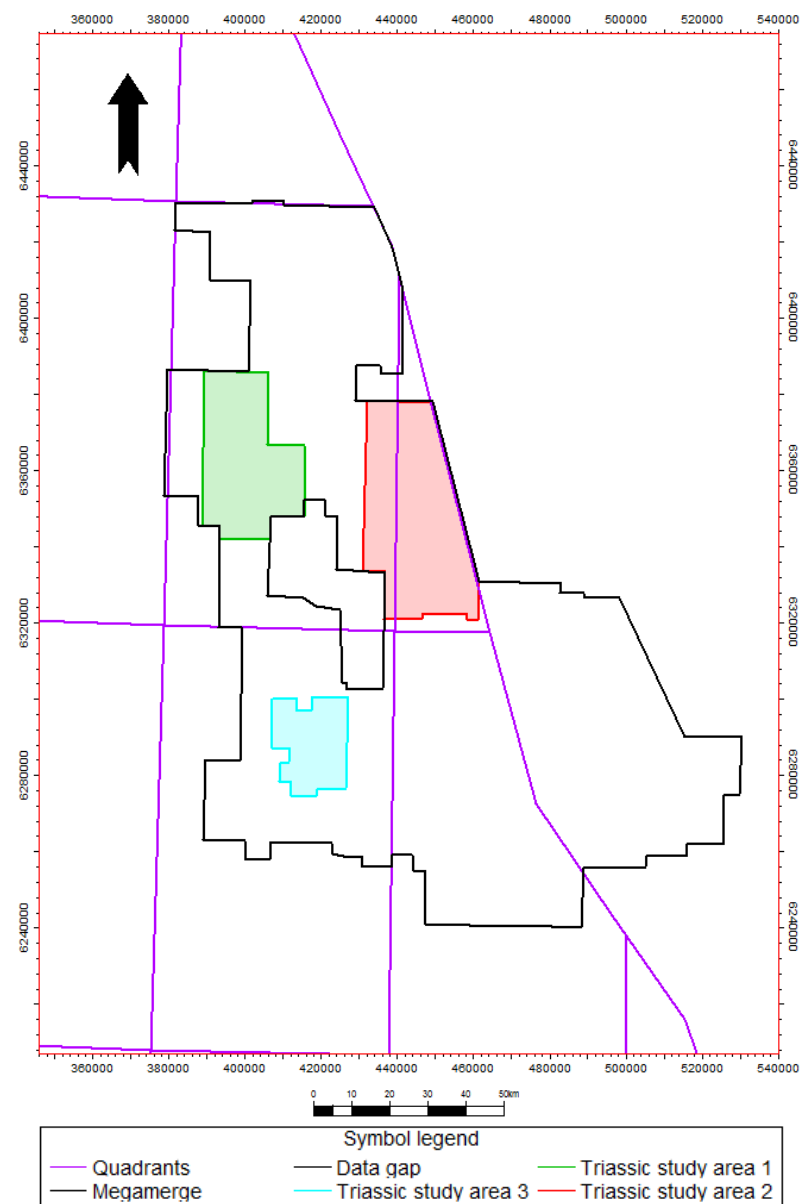 360000 400000 420000 440000 460000 480000 500000 520000 540000
6440000 6440000
6400000 6400000
6360000 6360000
6320000 6320000
6280000 6280000
6240000 6240000
360000 380000 400000 420000 440000 460000 480000 500000 520000 540000
0 10 20 30 40 50km
Symbol legend
Quadrants Data gap Triassic study area 1
Megamerge Triassic study area 3 Triassic study area 2